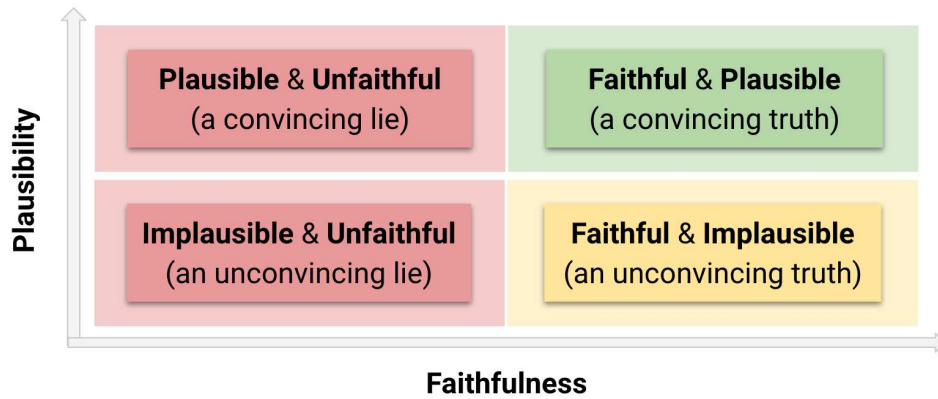 Plausibility
Plausible & Unfaithful
(a convincing lie)
Faithful & Plausible
(a convincing truth)
Implausible & Unfaithful
(an unconvincing lie)
Faithful & Implausible
(an unconvincing truth)
Faithfulness